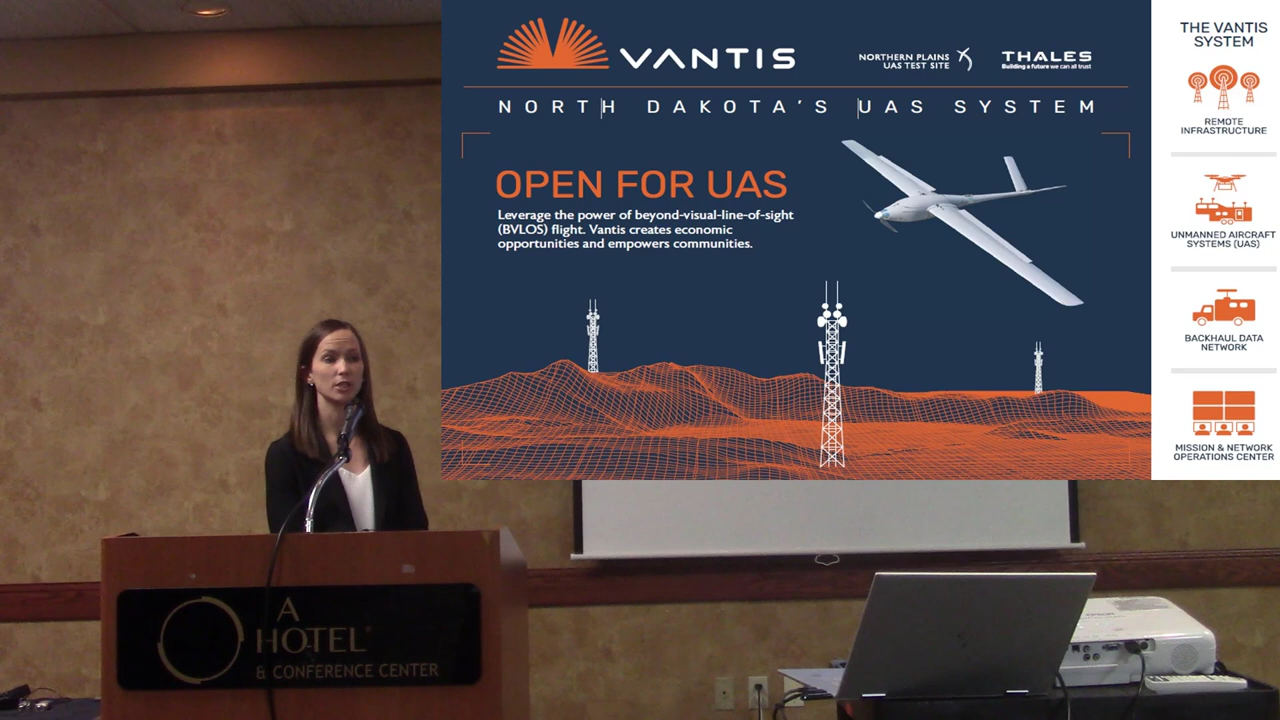 VANTIS
NORTHERN PLAINS
UAS TEST SITE
THALES
Building a future we can all trust
NORTH DAKOTA'S UAS SYSTEM
OPEN FOR UAS
Leverage the power of beyond-visual-line-of-sight
(BVLOS) flight. Vantis creates economic
opportunities and empowers communities.
THE VANTIS
SYSTEM
REMOTE
INFRASTRUCTURE
UNMANNED AIRCRAFT
SYSTEMS (UAS)
BACKHAUL DATA
NETWORK
MISSION & NETWORK
OPERATIONS CENTER
A
HOTEL
& CONFERENCE CENTER
EPSON